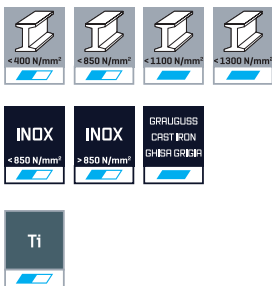 <400 N/mm² <850 N/mm² <1100 N/mm² <1300 N/mm²
INOX INOX GRAUGUSS
CAST IRON
GHISA GRIGIA
<850 N/mm² >850 N/mm²
Ti